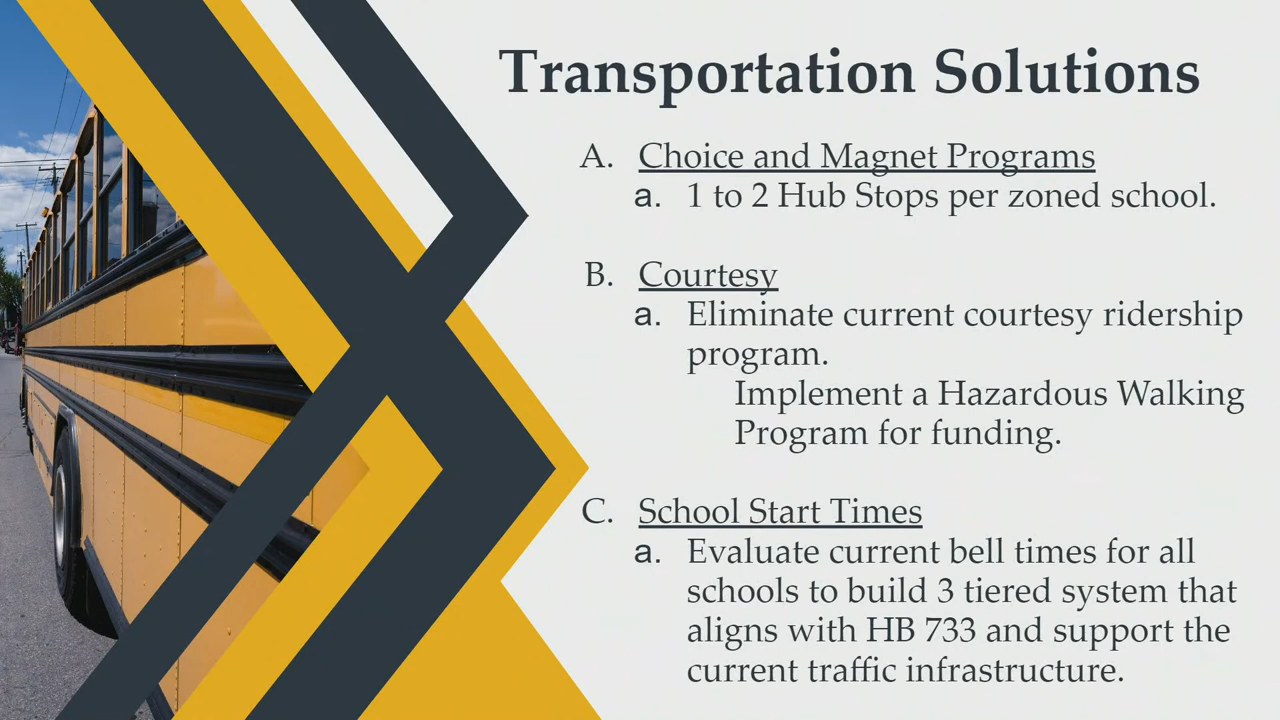 Transportation Solutions
A. Choice and Magnet Programs
a. 1 to 2 Hub Stops per zoned school.
B. Courtesy
a. Eliminate current courtesy ridership
program.
Implement a Hazardous Walking
Program for funding.
C. School Start Times
a. Evaluate current bell times for all
schools to build 3 tiered system that
aligns with HB 733 and support the
current traffic infrastructure.